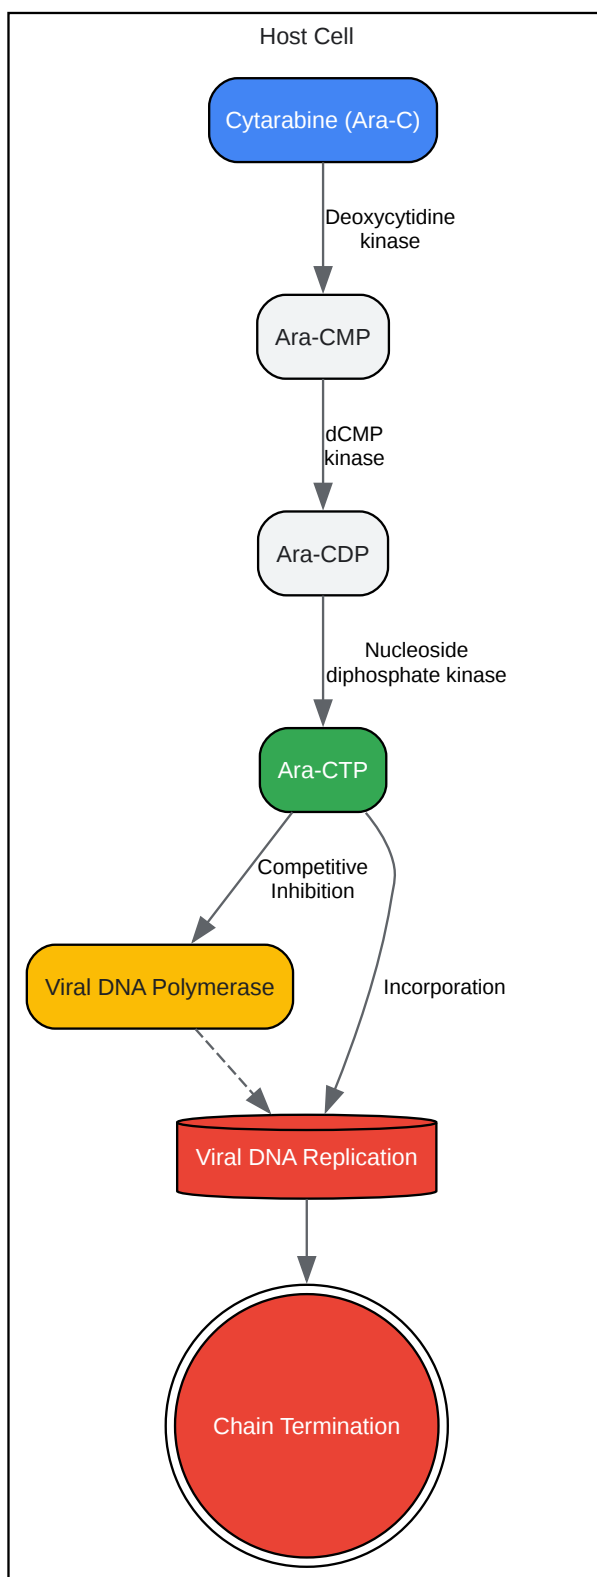 Host Cell
Cytarabine (Ara-C)
Deoxycytidine
kinase
Ara-CMP
dCMP
kinase
Ara-CDP
Nucleoside
diphosphate kinase
Ara-CTP
Competitive
Inhibition
Viral DNA Polymerase
Incorporation
Viral DNA Replication
Chain Termination